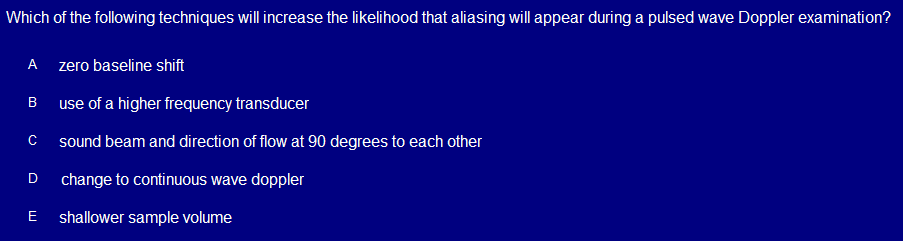 Which of the following techniques will increase the likelihood that aliasing will appear during a pulsed wave Doppler examination?
A zero baseline shift
B use of a higher frequency transducer
C sound beam and direction of flow at 90 degrees to each other
D change to continuous wave doppler
E shallower sample volume